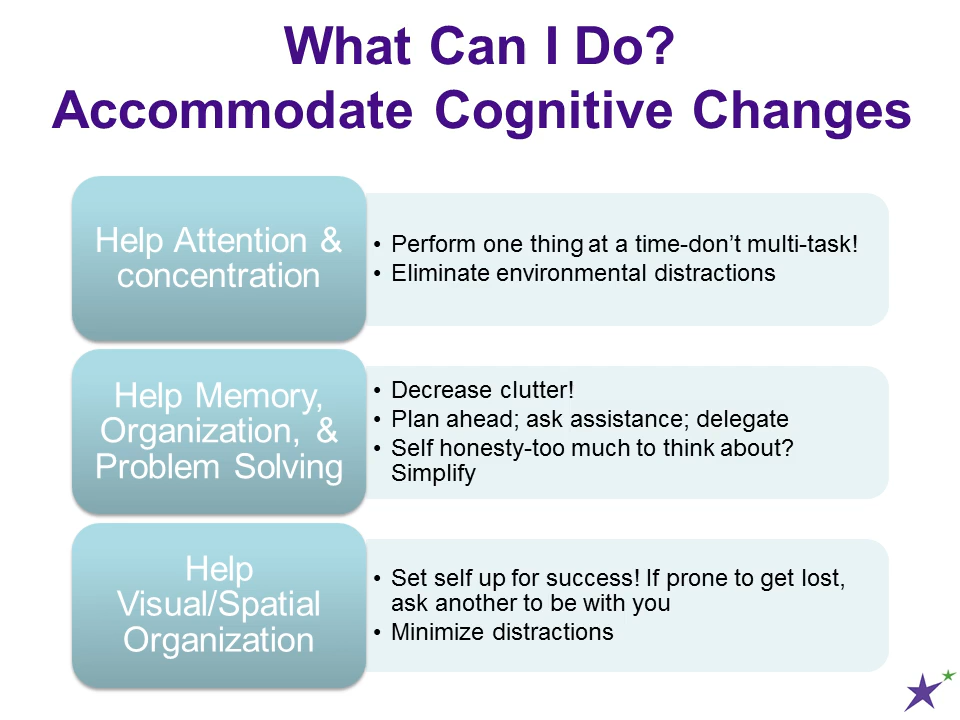 What Can I Do?
Accommodate Cognitive Changes
Help Attention &
concentration
• Perform one thing at a time-don’t multi-task!
• Eliminate environmental distractions
Help Memory,
Organization, &
Problem Solving
• Decrease clutter!
• Plan ahead; ask assistance; delegate
• Self honesty-too much to think about?
Simplify
Help
Visual/Spatial
Organization
• Set self up for success! If prone to get lost,
ask another to be with you
• Minimize distractions